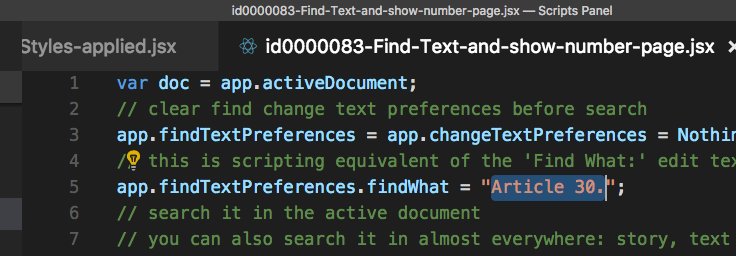 id0000083-Find-Text-and-show-number-page.jsx — Scripts Panel
Styles-applied.jsx
id0000083-Find-Text-and-show-number-page.jsx
1 var doc = app.activeDocument;
2 // clear find change text preferences before search
3 app.findTextPreferences = app.changeTextPreferences = Nothin
4 // this is scripting equivalent of the 'Find What:' edit tex
5 app.findTextPreferences.findWhat = "Article 30.";
6 // search it in the active document
7 // you can also search it in almost everywhere: story, text